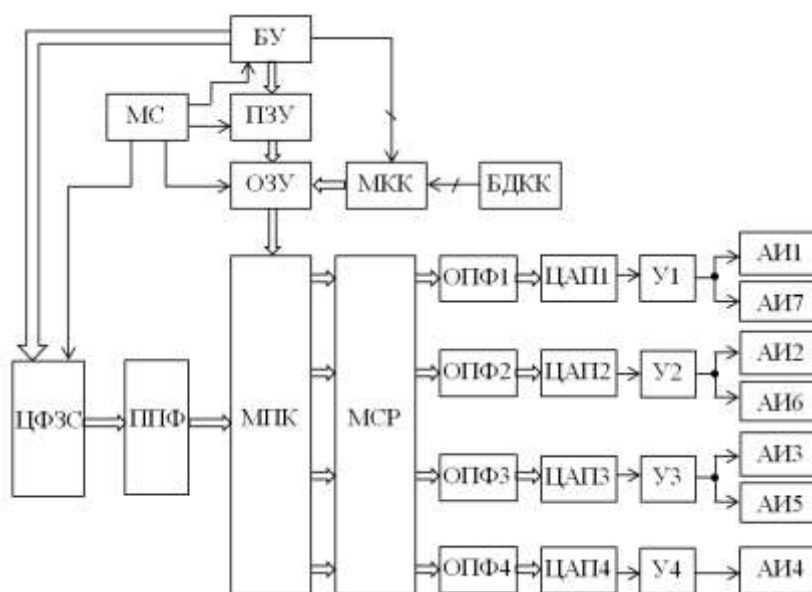 БУ
МС
ПЗУ
ОЗУ
МКК
БДКК
ЦФЗС
ППФ
МПК
МСР
ОПФ1
ЦАП1
У1
АИ1
АИ7
ОПФ2
ЦАП2
У2
АИ2
АИ6
ОПФ3
ЦАП3
У3
АИ3
АИ5
ОПФ4
ЦАП4
У4
АИ4